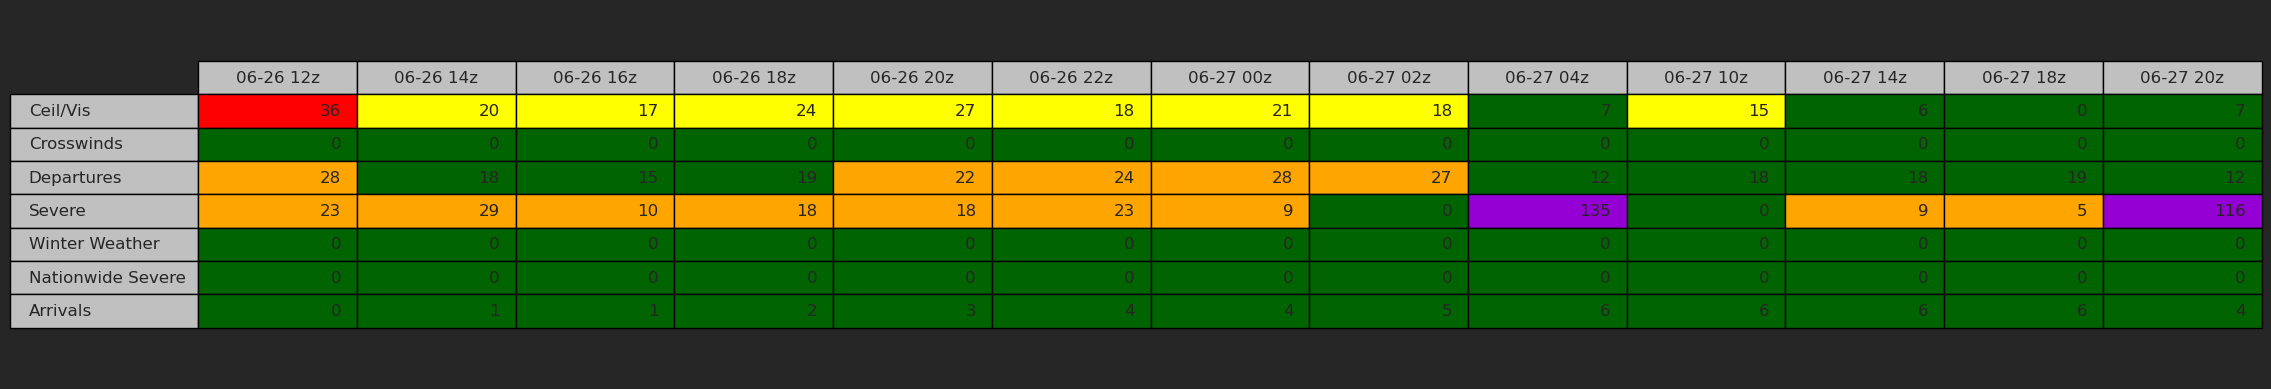 06-26 12z 06-26 14z 06-26 16z 06-26 18z 06-26 20z 06-26 22z 06-27 00z 06-27 02z 06-27 04z 06-27 10z 06-27 14z 06-27 18z 06-27 20z
Ceil/Vis 36 20 17 24 27 18 21 18 7 15 6 0 7
Crosswinds 0 0 0 0 0 0 0 0 0 0 0 0 0
Departures 28 18 15 19 22 24 28 27 12 18 18 19 12
Severe 23 29 10 18 18 23 9 0 135 0 9 5 116
Winter Weather 0 0 0 0 0 0 0 0 0 0 0 0 0
Nationwide Severe 0 0 0 0 0 0 0 0 0 0 0 0 0
Arrivals 0 1 1 2 3 4 4 5 6 6 6 6 4